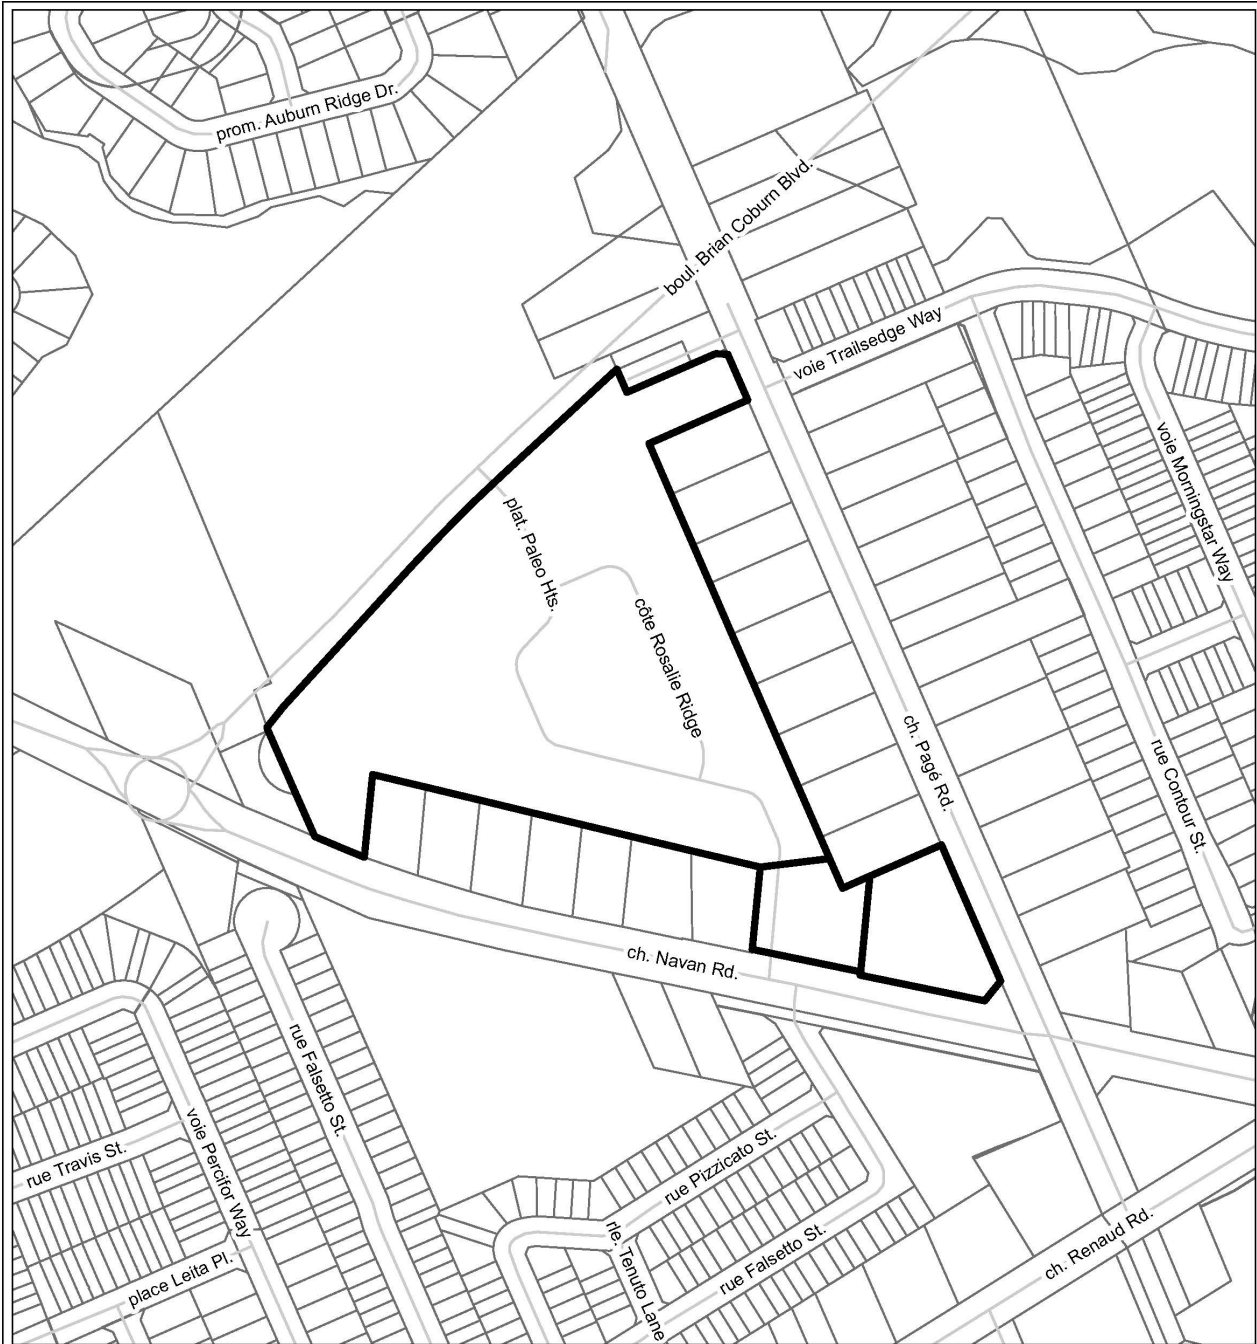 prom. Auburn Ridge Dr.
boul. Brian Coburn Blvd.
voie Trailsedge Way
voie Morningstar Way
plat. Paleo Hts.
côte Rosalie Ridge
ch. Pagé Rd.
rue Contour St.
ch. Navan Rd.
rue Falsetto St.
voie Percifor Way
rue Travis St.
place Leita Pl.
rue Pizzicato St.
rle. Tenuto Lane
rue Falsetto St.
ch. Renaud Rd.